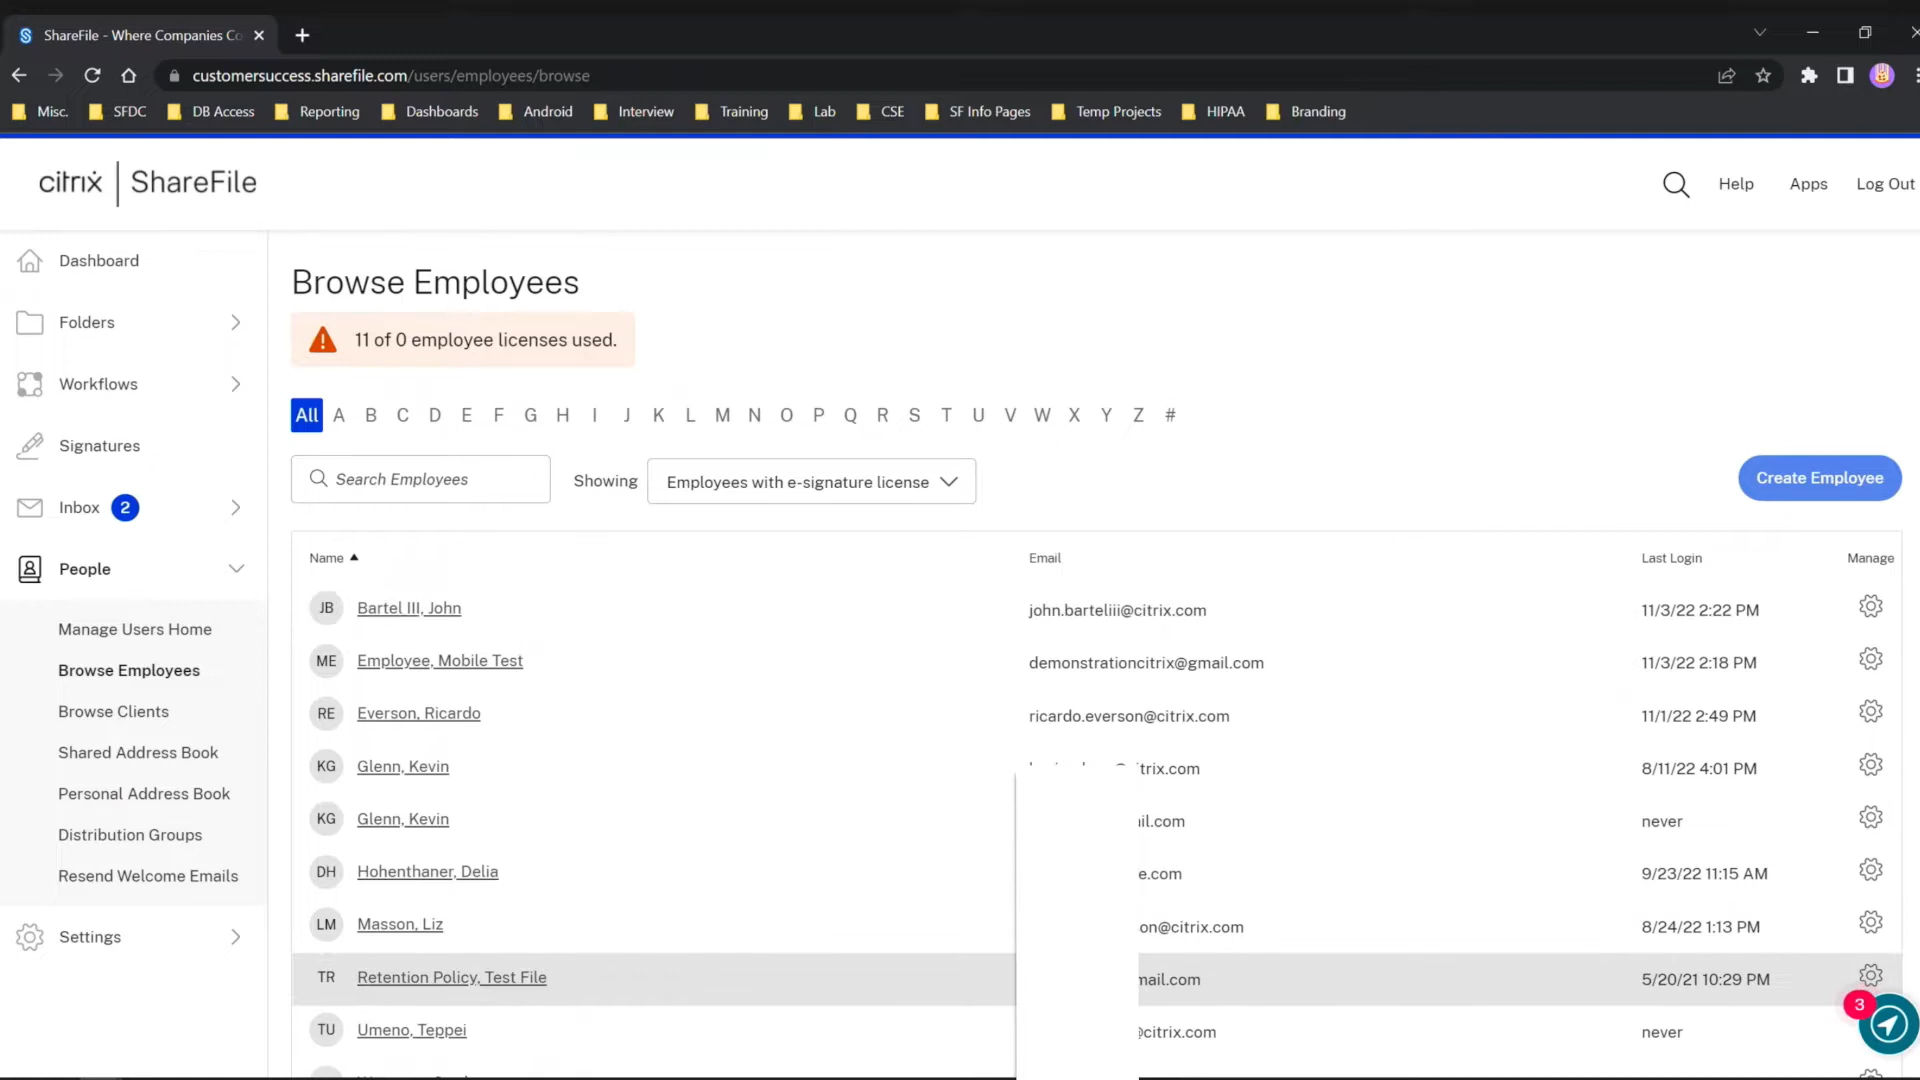 ShareFile - Where Companies Co
customersuccess.sharefile.com/users/employees/browse
Misc. SFDC DB Access Reporting Dashboards Android Interview Training Lab CSE SF Info Pages Temp Projects HIPAA Branding
citrix | ShareFile
Help Apps Log Out
Dashboard
Folders
Workflows
Signatures
Inbox 2
People
Manage Users Home
Browse Employees
Browse Clients
Shared Address Book
Personal Address Book
Distribution Groups
Resend Welcome Emails
Settings
Browse Employees
11 of 0 employee licenses used.
All A B C D E F G H I J K L M N O P Q R S T U V W X Y Z #
Search Employees Showing Employees with e-signature license Create Employee
Name Email Last Login Manage
JB Bartel III, John john.barteliii@citrix.com 11/3/22 2:22 PM
ME Employee, Mobile Test demonstrationcitrix@gmail.com 11/3/22 2:18 PM
RE Everson, Ricardo ricardo.everson@citrix.com 11/1/22 2:49 PM
KG Glenn, Kevin trix.com 8/11/22 4:01 PM
KG Glenn, Kevin il.com never
DH Hohenthaner, Delia e.com 9/23/22 11:15 AM
LM Masson, Liz on@citrix.com 8/24/22 1:13 PM
TR Retention Policy, Test File mail.com 5/20/21 10:29 PM
3
TU Umeno, Teppei @citrix.com never